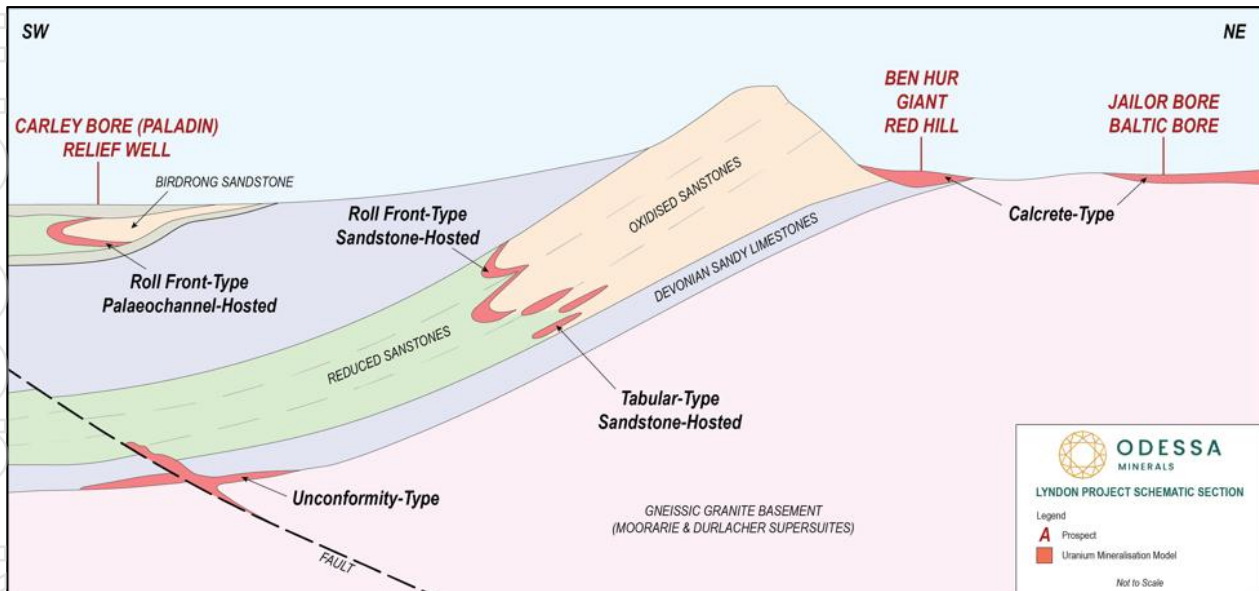 SW
NE
CARLEY BORE (PALADIN)
RELIEF WELL
BIRDRONG SANDSTONE
Roll Front-Type
Palaeochannel-Hosted
Roll Front-Type
Sandstone-Hosted
OXIDISED SANSTONES
DEVONIAN SANDY LIMESTONES
REDUCED SANSTONES
BEN HUR
GIANT
RED HILL
JAILOR BORE
BALTIC BORE
Calcrete-Type
Tabular-Type
Sandstone-Hosted
Unconformity-Type
FAULT
GNEISSIC GRANITE BASEMENT
(MOORARIE & DURLACHER SUPERSUITES)
ODESSA
MINERALS
LYNDON PROJECT SCHEMATIC SECTION
Legend
A Prospect
Uranium Mineralisation Model
Not to Scale